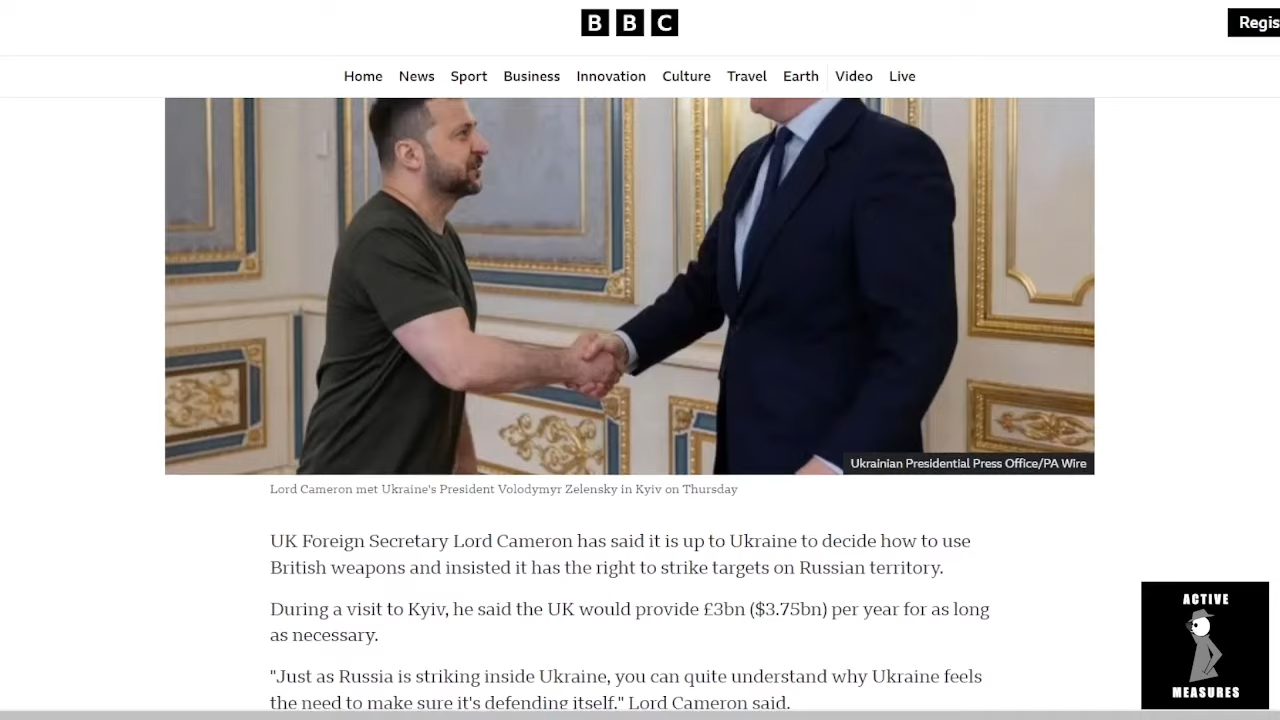 BBC
Regis
Home News Sport Business Innovation Culture Travel Earth Video Live
Ukrainian Presidential Press Office/PA Wire
Lord Cameron met Ukraine's President Volodymyr Zelensky in Kyiv on Thursday
UK Foreign Secretary Lord Cameron has said it is up to Ukraine to decide how to use
British weapons and insisted it has the right to strike targets on Russian territory.
During a visit to Kyiv, he said the UK would provide £3bn ($3.75bn) per year for as long
as necessary.
"Just as Russia is striking inside Ukraine, you can quite understand why Ukraine feels
the need to make sure it's defending itself," Lord Cameron said.
ACTIVE
MEASURES